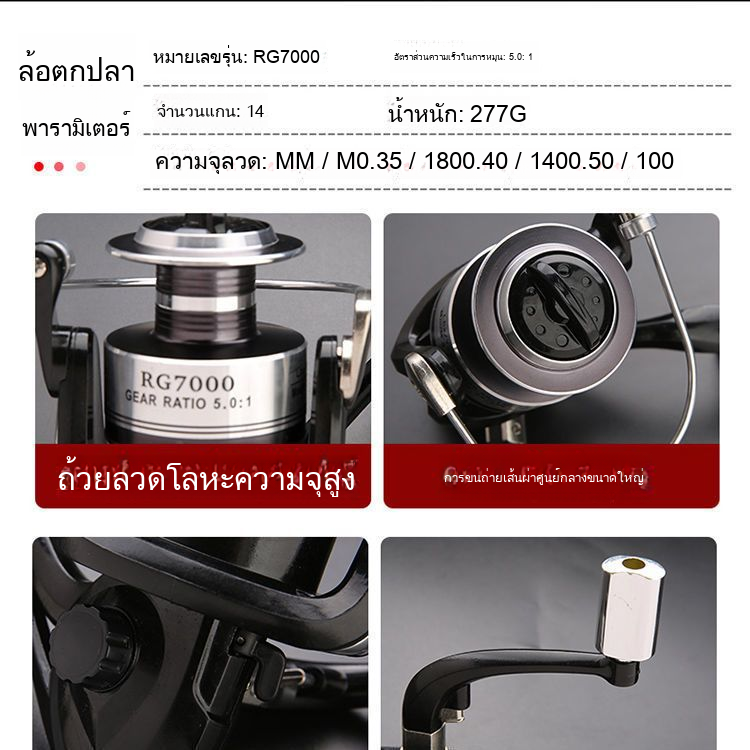 ล้อตกปลา
พารามิเตอร์
หมายเลขรุ่น: RG7000
อัตราส่วนความเร็วในการหมุน: 5.0: 1
จำนวนแกน: 14
น้ำหนัก: 277G
ความจุลวด: MM / M0.35 / 1800.40 / 1400.50 / 100
RG7000
GEAR RATIO 5.0:1
ถ้วยลวดโลหะความจุสูง
การขนถ่ายเส้นผ่าศูนย์กลางขนาดใหญ่